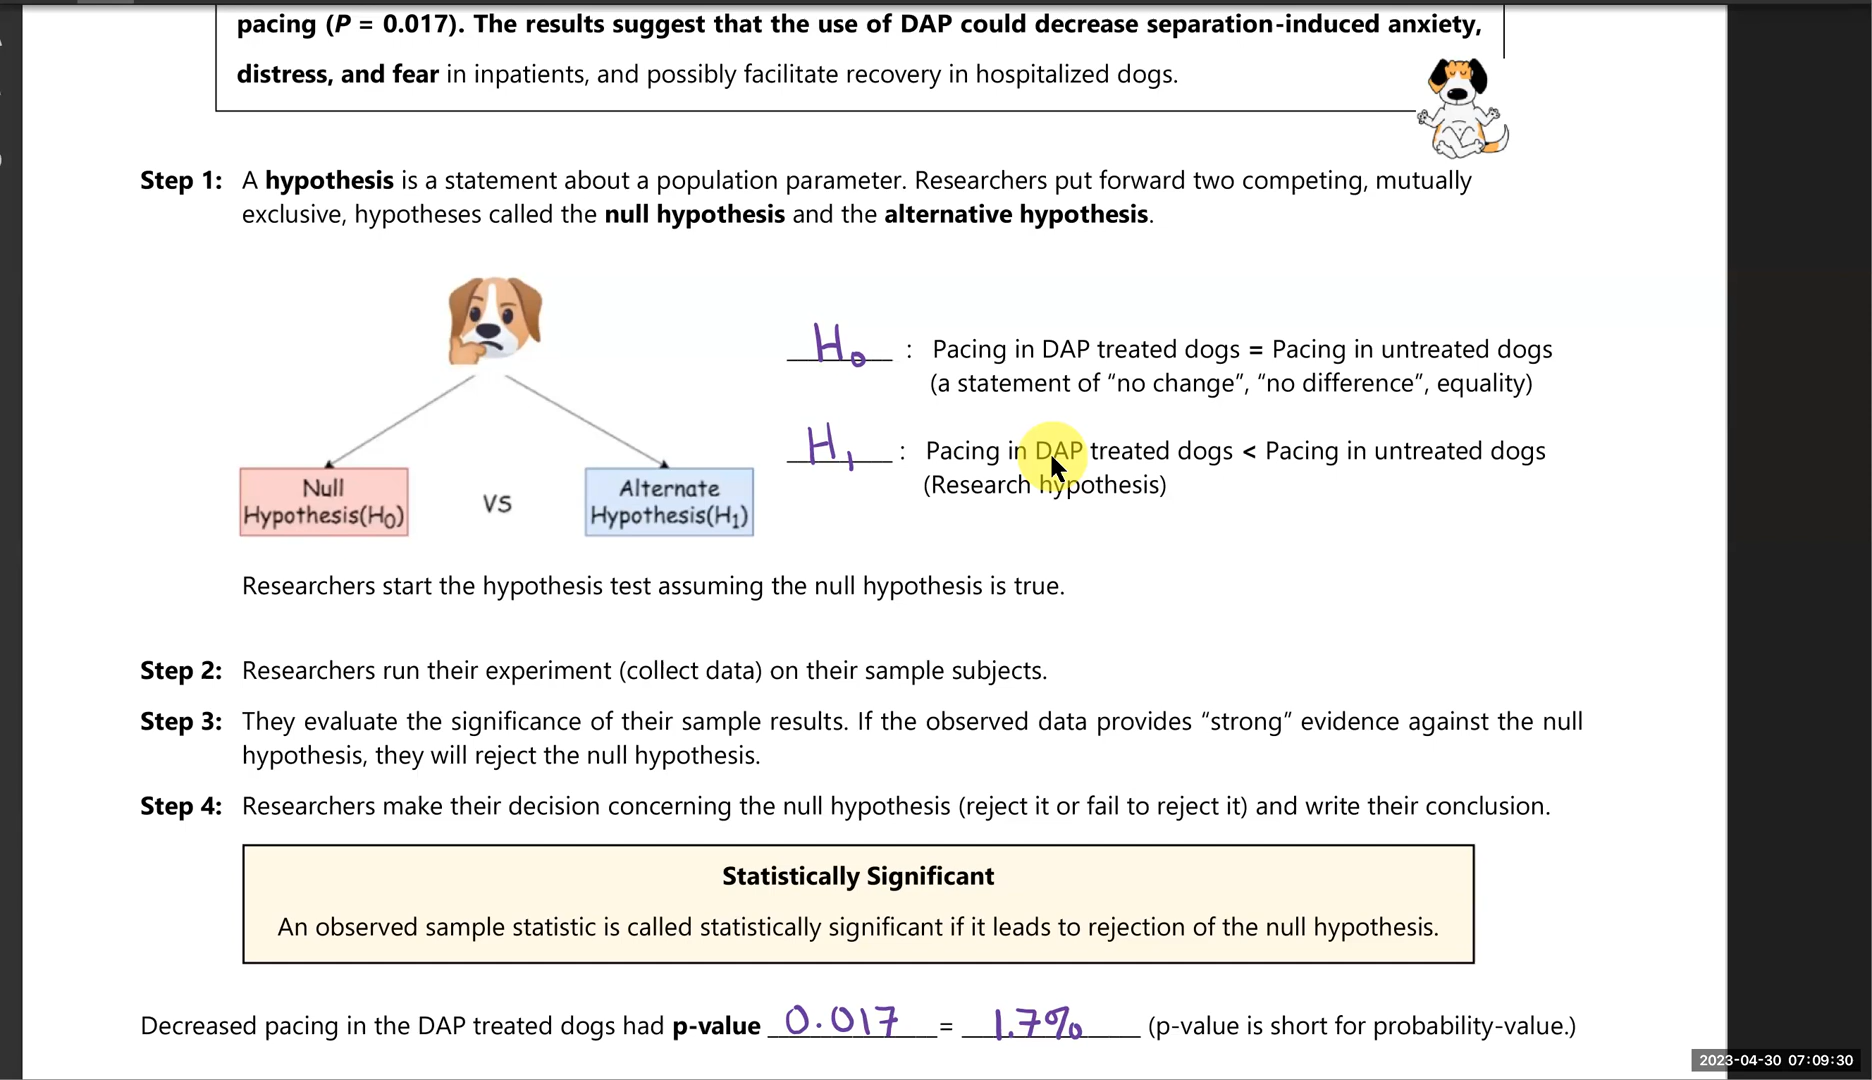 pacing (P = 0.017). The results suggest that the use of DAP could decrease separation-induced anxiety,
distress, and fear in inpatients, and possibly facilitate recovery in hospitalized dogs.
Step 1: A hypothesis is a statement about a population parameter. Researchers put forward two competing, mutually
exclusive, hypotheses called the null hypothesis and the alternative hypothesis.
H₀ : Pacing in DAP treated dogs = Pacing in untreated dogs
(a statement of “no change”, “no difference”, equality)
H₁ : Pacing in DAP treated dogs < Pacing in untreated dogs
(Research hypothesis)
Null
Hypothesis(H₀)
VS
Alternate
Hypothesis(H₁)
Researchers start the hypothesis test assuming the null hypothesis is true.
Step 2: Researchers run their experiment (collect data) on their sample subjects.
Step 3: They evaluate the significance of their sample results. If the observed data provides “strong” evidence against the null
hypothesis, they will reject the null hypothesis.
Step 4: Researchers make their decision concerning the null hypothesis (reject it or fail to reject it) and write their conclusion.
Statistically Significant
An observed sample statistic is called statistically significant if it leads to rejection of the null hypothesis.
Decreased pacing in the DAP treated dogs had p-value 0.017 = 1.7% (p-value is short for probability-value.)
2023-04-30 07:09:30